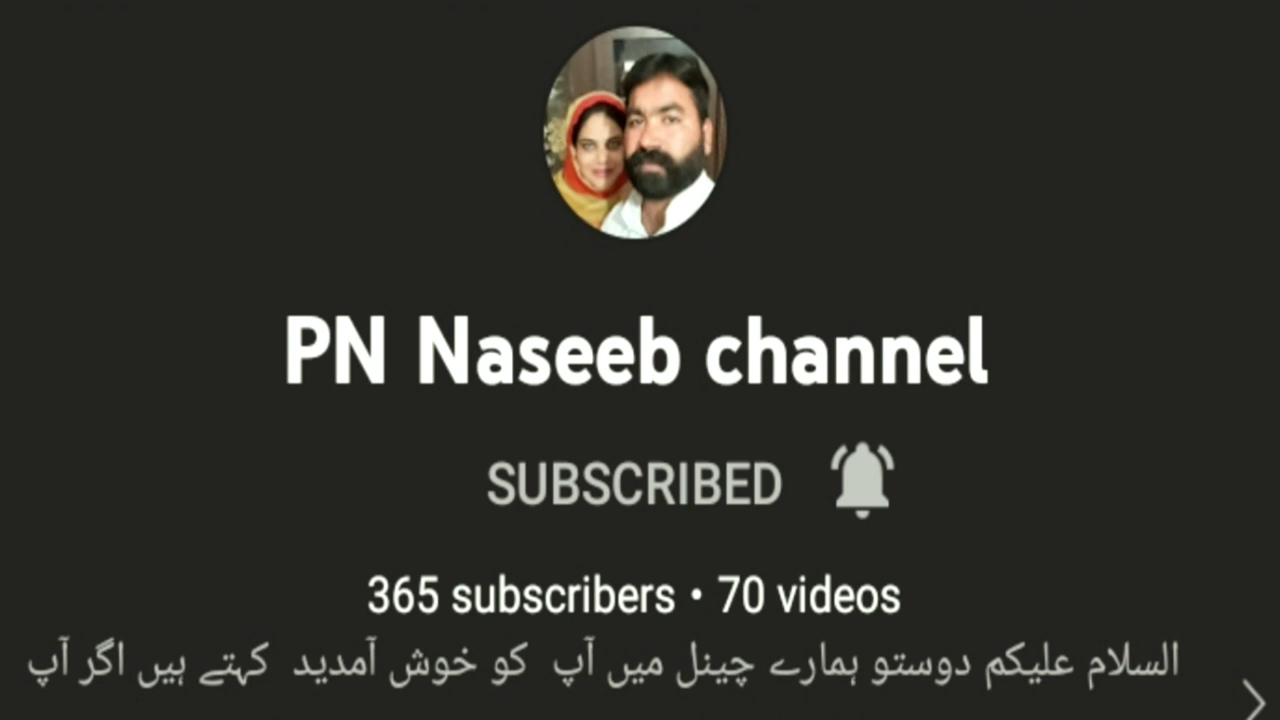 PN Naseeb channel
SUBSCRIBED
365 subscribers • 70 videos
السلام علیکم دوستو ہمارے چینل میں آپ کو خوش آمدید کہتے ہیں اگر آپ